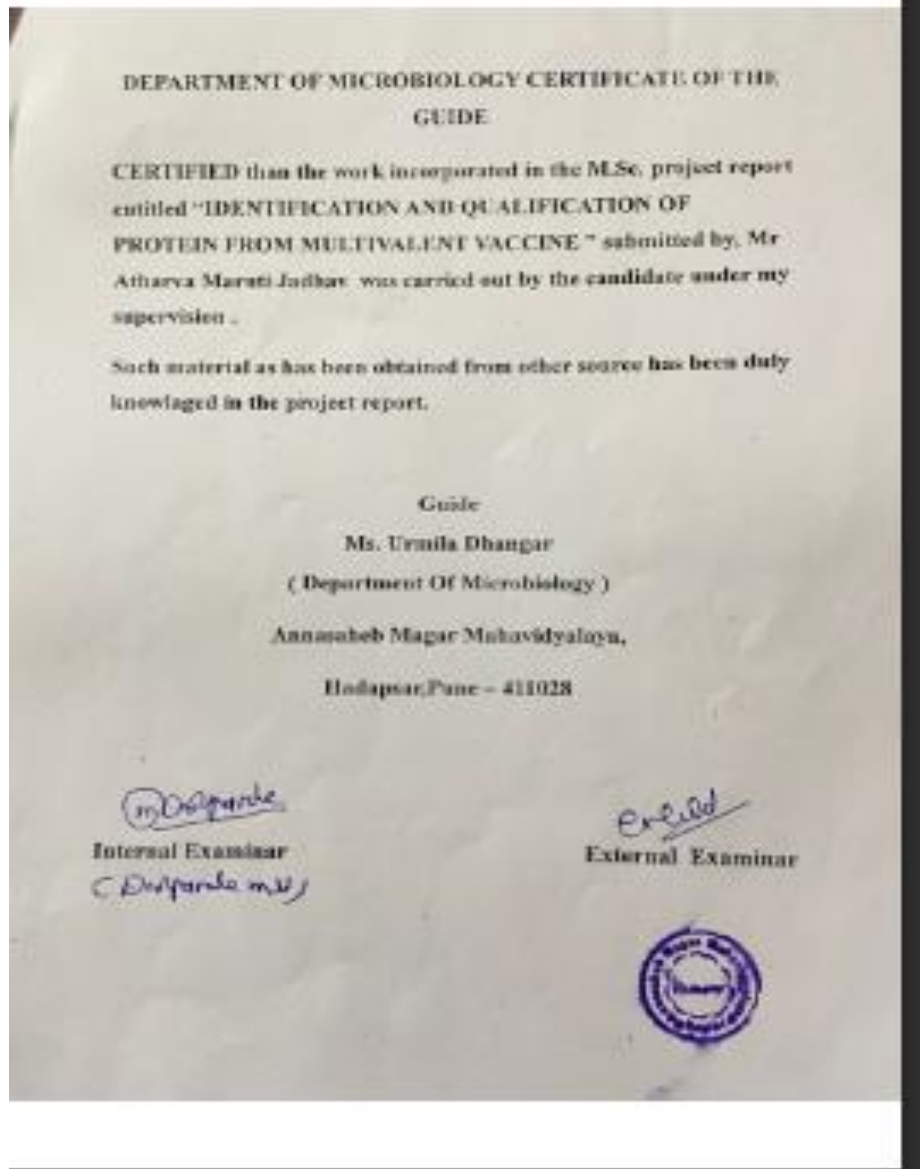 DEPARTMENT OF MICROBIOLOGY CERTIFICATE OF THE
GUIDE
CERTIFIED than the work incorporated in the M.Sc. project report
entitled "IDENTIFICATION AND QUALIFICATION OF
PROTEIN FROM MULTIVALENT VACCINE " submitted by, Mr
Atharva Maruti Jadhav was carried out by the candidate under my
supervision .
Such material as has been obtained from other source has been duly
knowlaged in the project report.
Guide
Ms. Urmila Dhangar
( Department Of Microbiology )
Annasaheb Magar Mahavidyalaya,
Hadapsar,Pune – 411028
Internal Examinar
External Examinar